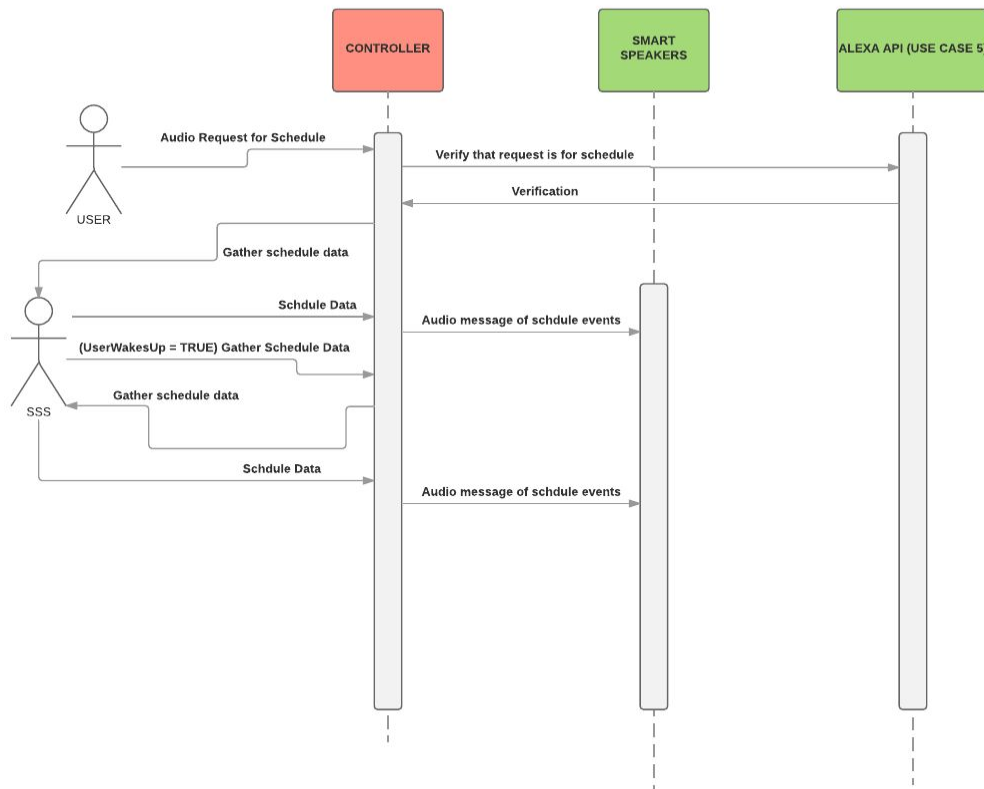 CONTROLLER
SMART
SPEAKERS
ALEXA API (USE CASE 5)
Audio Request for Schedule
Verify that request is for schedule
Verification
USER
Gather schedule data
Schdule Data
Audio message of schdule events
(UserWakesUp = TRUE) Gather Schedule Data
Gather schedule data
SSS
Schdule Data
Audio message of schdule events